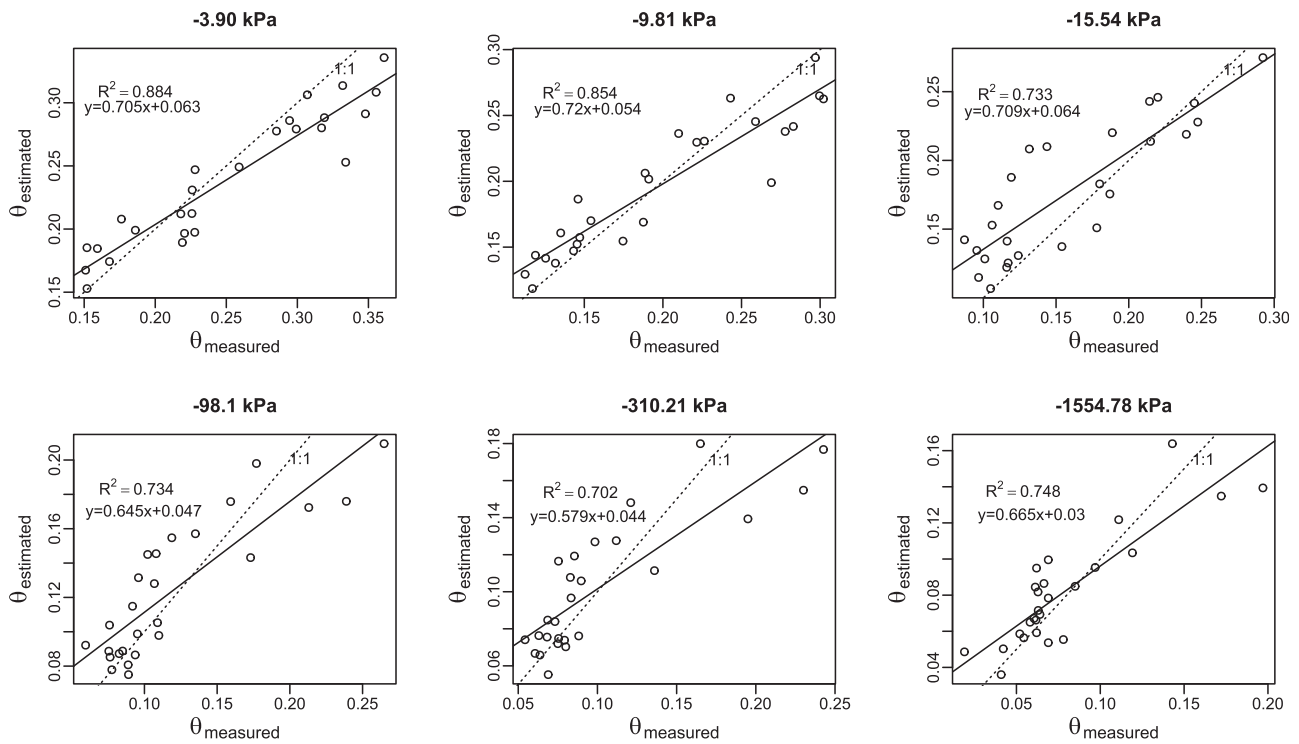 -3.90 kPa
1:1
R² = 0.884
y=0.705x+0.063
θestimated
0.15 0.20 0.25 0.30
0.15 0.20 0.25 0.30 0.35
θmeasured
-9.81 kPa
1:1
R² = 0.854
y=0.72x+0.054
θestimated
0.15 0.20 0.25 0.30
0.15 0.20 0.25 0.30
θmeasured
-15.54 kPa
1:1
R² = 0.733
y=0.709x+0.064
θestimated
0.15 0.20 0.25
0.10 0.15 0.20 0.25 0.30
θmeasured
-98.1 kPa
1:1
R² = 0.734
y=0.645x+0.047
θestimated
0.08 0.12 0.16 0.20
0.10 0.15 0.20 0.25
θmeasured
-310.21 kPa
1:1
R² = 0.702
y=0.579x+0.044
θestimated
0.06 0.10 0.14 0.18
0.05 0.10 0.15 0.20 0.25
θmeasured
-1554.78 kPa
1:1
R² = 0.748
y=0.665x+0.03
θestimated
0.04 0.08 0.12 0.16
0.05 0.10 0.15 0.20
θmeasured